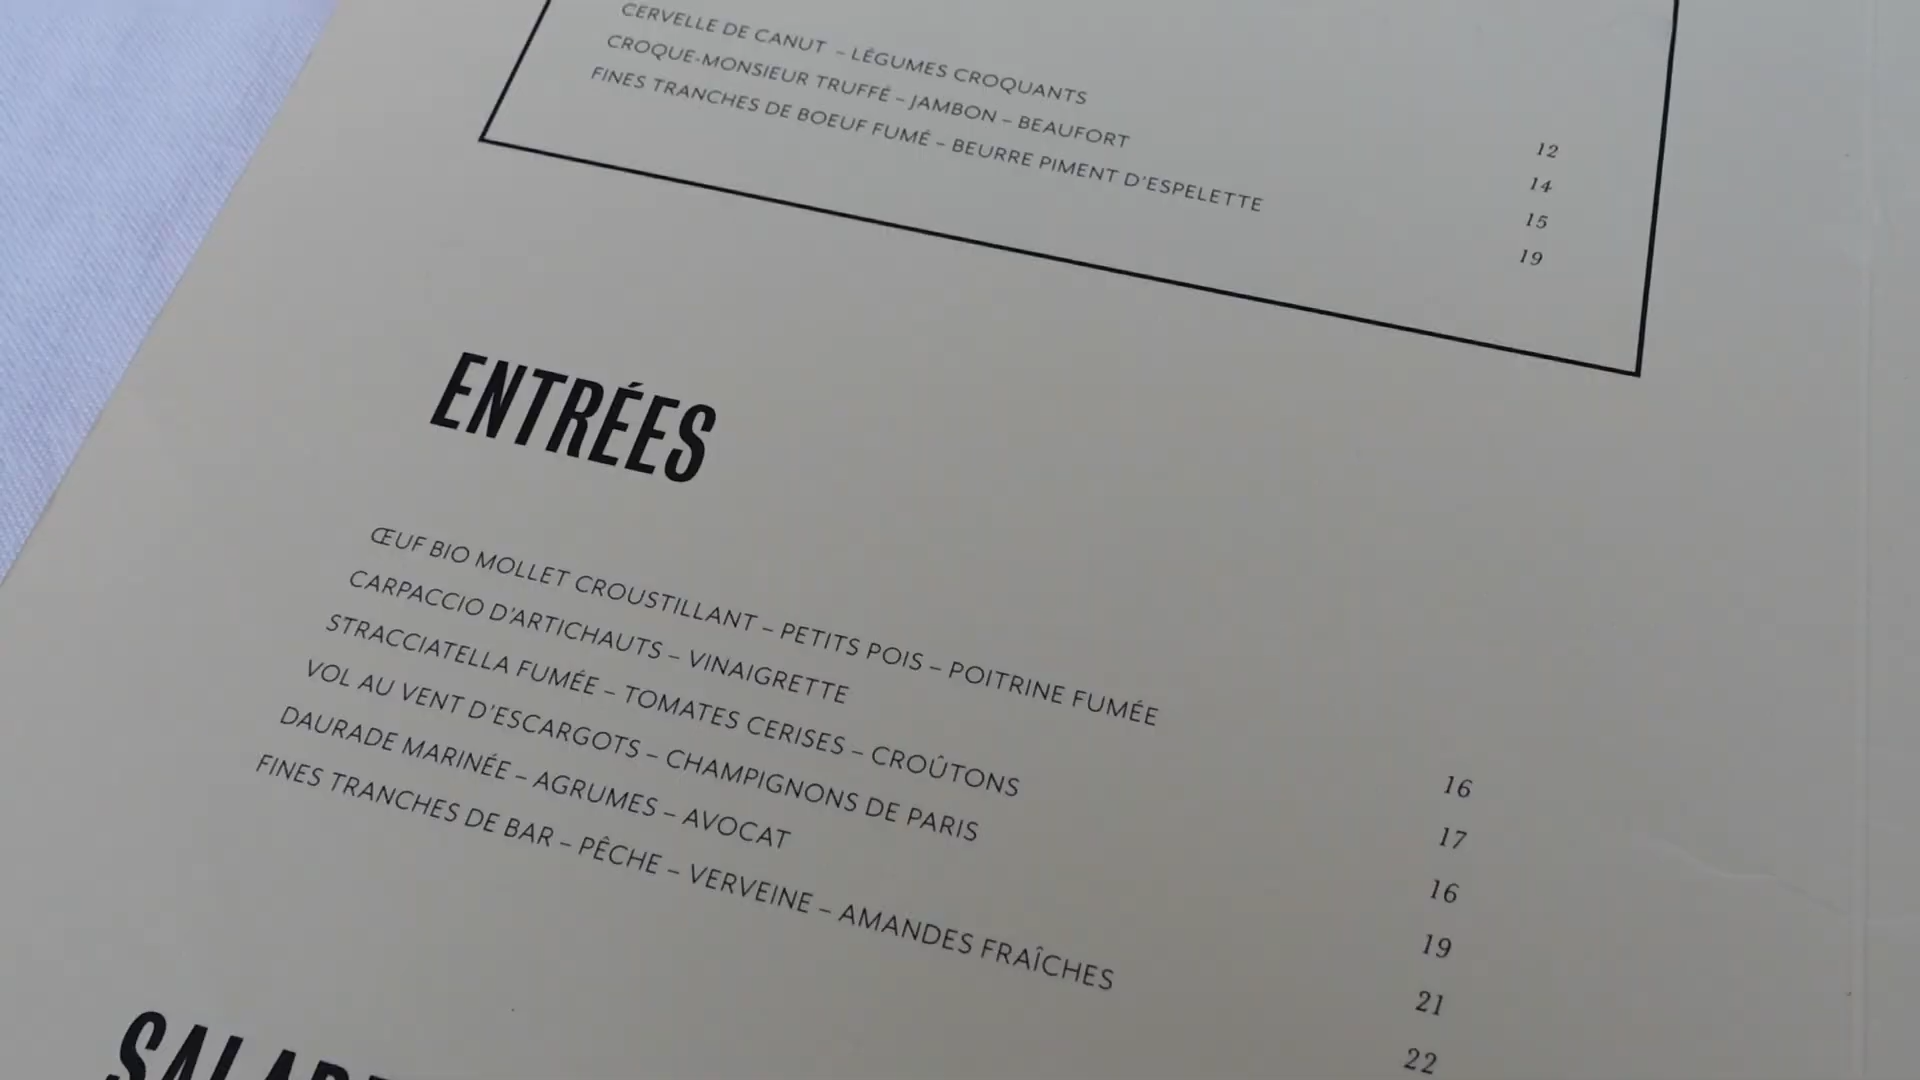 CERVELLE DE CANUT – LÉGUMES CROQUANTS
CROQUE-MONSIEUR TRUFFÉ – JAMBON – BEAUFORT
FINES TRANCHES DE BOEUF FUMÉ – BEURRE PIMENT D'ESPELETTE
12
14
15
19
ENTRÉES
ŒUF BIO MOLLET CROUSTILLANT – PETITS POIS – POITRINE FUMÉE 16
CARPACCIO D'ARTICHAUTS – VINAIGRETTE 17
STRACCIATELLA FUMÉE – TOMATES CERISES – CROÛTONS 16
VOL AU VENT D'ESCARGOTS – CHAMPIGNONS DE PARIS 19
DAURADE MARINÉE – AGRUMES – AVOCAT 21
FINES TRANCHES DE BAR – PÊCHE – VERVEINE – AMANDES FRAÎCHES 22